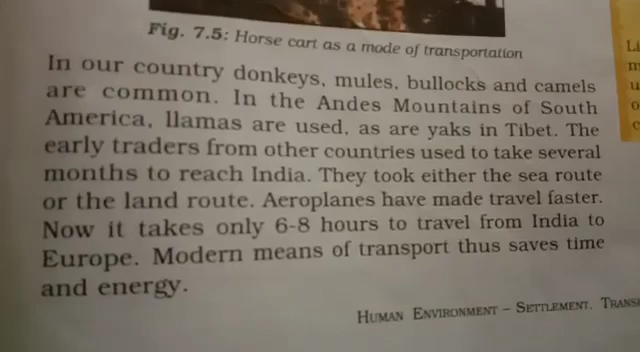 Fig. 7.5: Horse cart as a mode of transportation
In our country donkeys, mules, bullocks and camels
are common. In the Andes Mountains of South
America, llamas are used, as are yaks in Tibet. The
early traders from other countries used to take several
months to reach India. They took either the sea route
or the land route. Aeroplanes have made travel faster.
Now it takes only 6-8 hours to travel from India to
Europe. Modern means of transport thus saves time
and energy.
HUMAN ENVIRONMENT – SETTLEMENT,